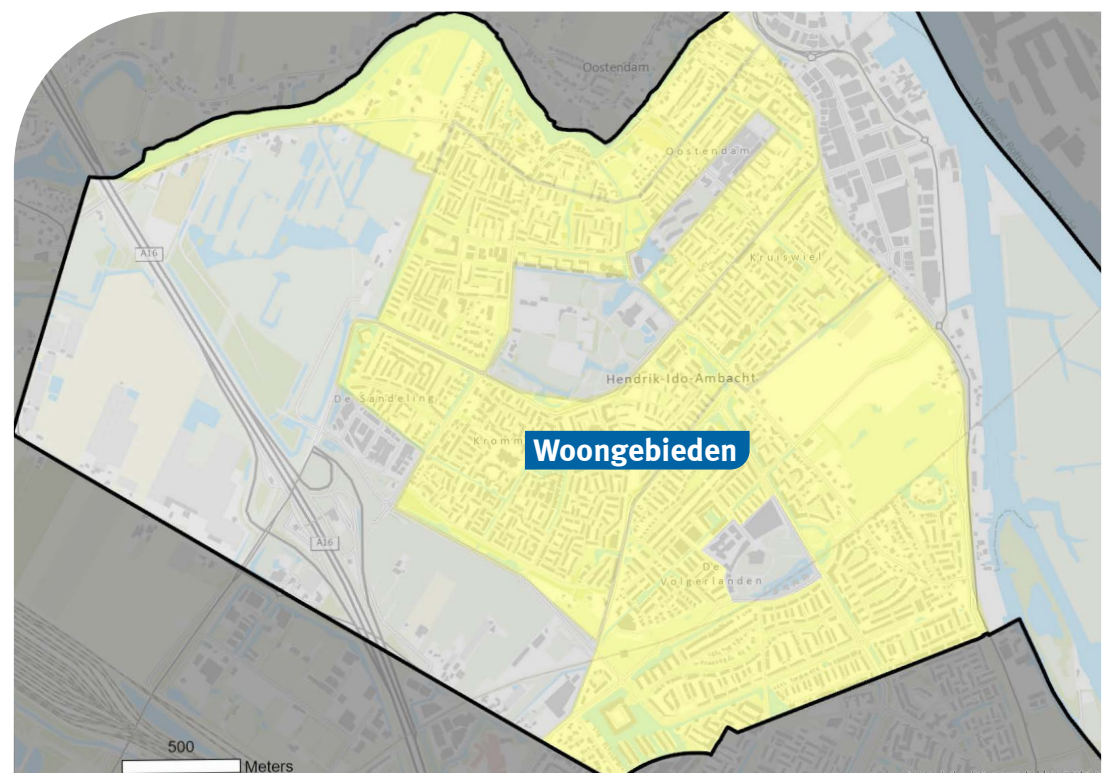 Oostendam
Oostendam
A16
Kruiswiel
Hendrik-Ido-Ambacht
De Sandeling
Woongebieden
A16
De
Volgerlanden
500
Meters